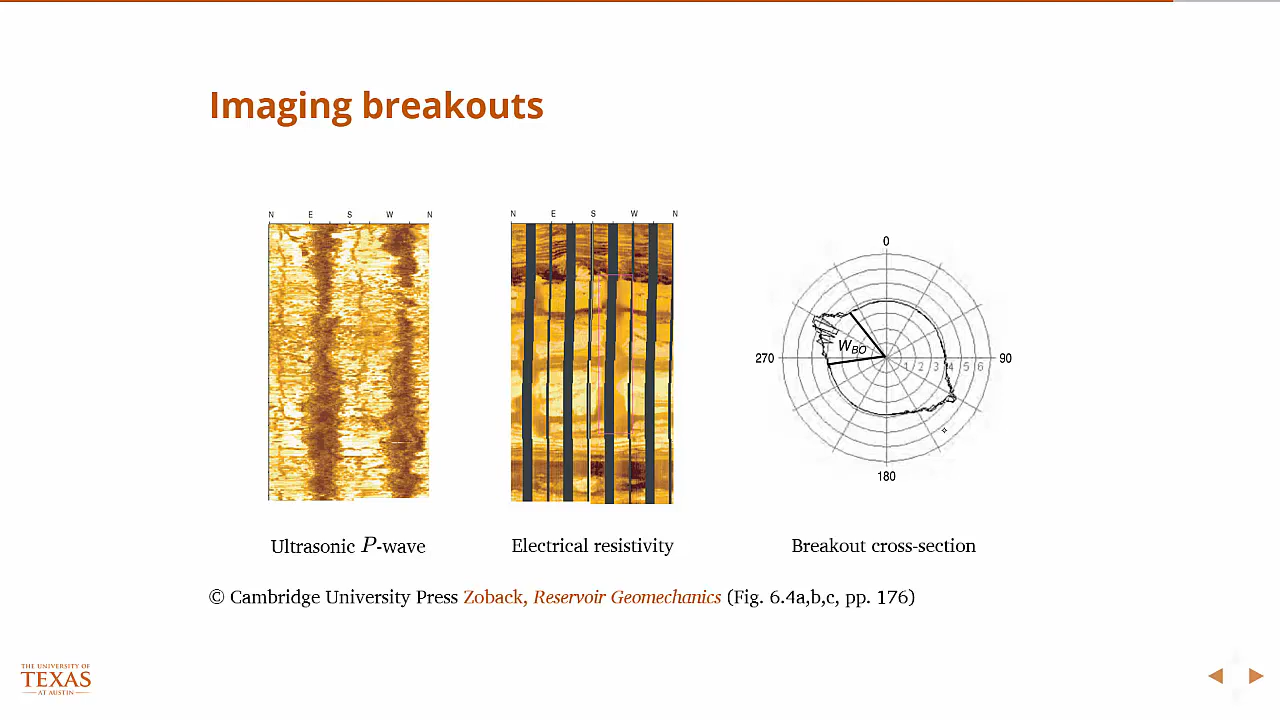 Imaging breakouts
N E S W N
N E S W N
0
270 W_BO 1 2 3 4 5 6 90
180
Ultrasonic P-wave
Electrical resistivity
Breakout cross-section
© Cambridge University Press Zoback, Reservoir Geomechanics (Fig. 6.4a,b,c, pp. 176)
THE UNIVERSITY OF
TEXAS
AT AUSTIN